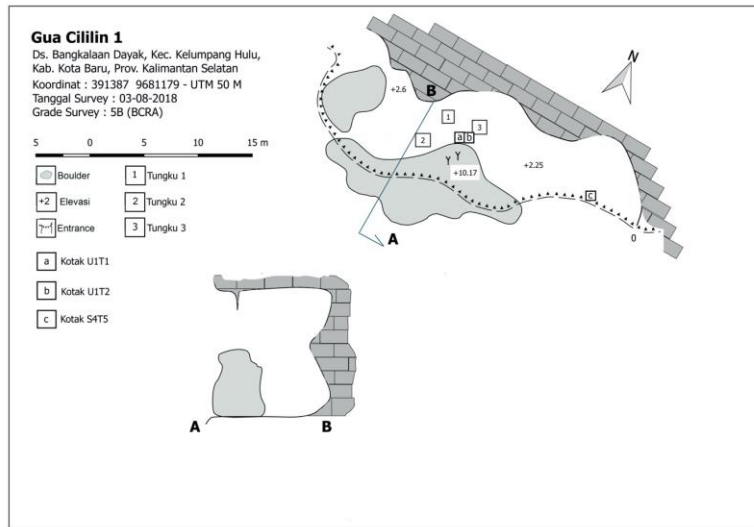 Gua Cililin 1
Ds. Bangkalaan Dayak, Kec. Kelumpang Hulu,
Kab. Kota Baru, Prov. Kalimantan Selatan
Koordinat : 391387  9681179 - UTM 50 M
Tanggal Survey : 03-08-2018
Grade Survey : 5B (BCRA)
5 0 5 10 15 m
Boulder
1 Tungku 1
+2 Elevasi
2 Tungku 2
Entrance
3 Tungku 3
a Kotak U1T1
b Kotak U1T2
c Kotak S4T5
N
+2.6
B
1
3
2
a b
+2.25
+10.17
c
0
A
A
B